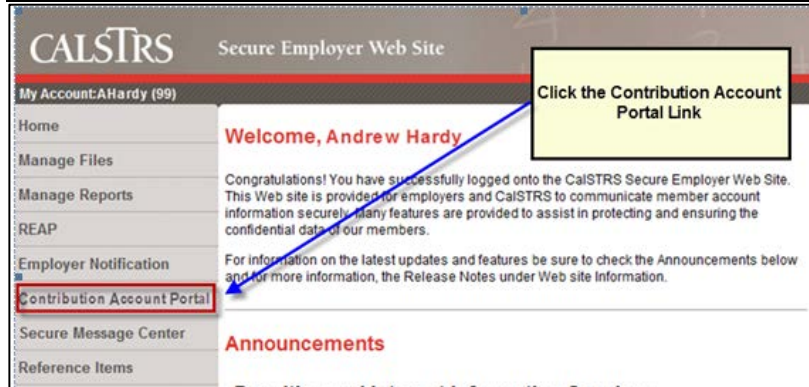 CALSTRS
Secure Employer Web Site
My Account:AHardy (99)
Click the Contribution Account
Portal Link
Home
Manage Files
Manage Reports
REAP
Employer Notification
Contribution Account Portal
Secure Message Center
Reference Items
Welcome, Andrew Hardy
Congratulations! You have successfully logged onto the CalSTRS Secure Employer Web Site.
This Web site is provided for employers and CalSTRS to communicate member account
information securely. Many features are provided to assist in protecting and ensuring the
confidential data of our members.
For information on the latest updates and features be sure to check the Announcements below
and for more information, the Release Notes under Web site Information.
Announcements